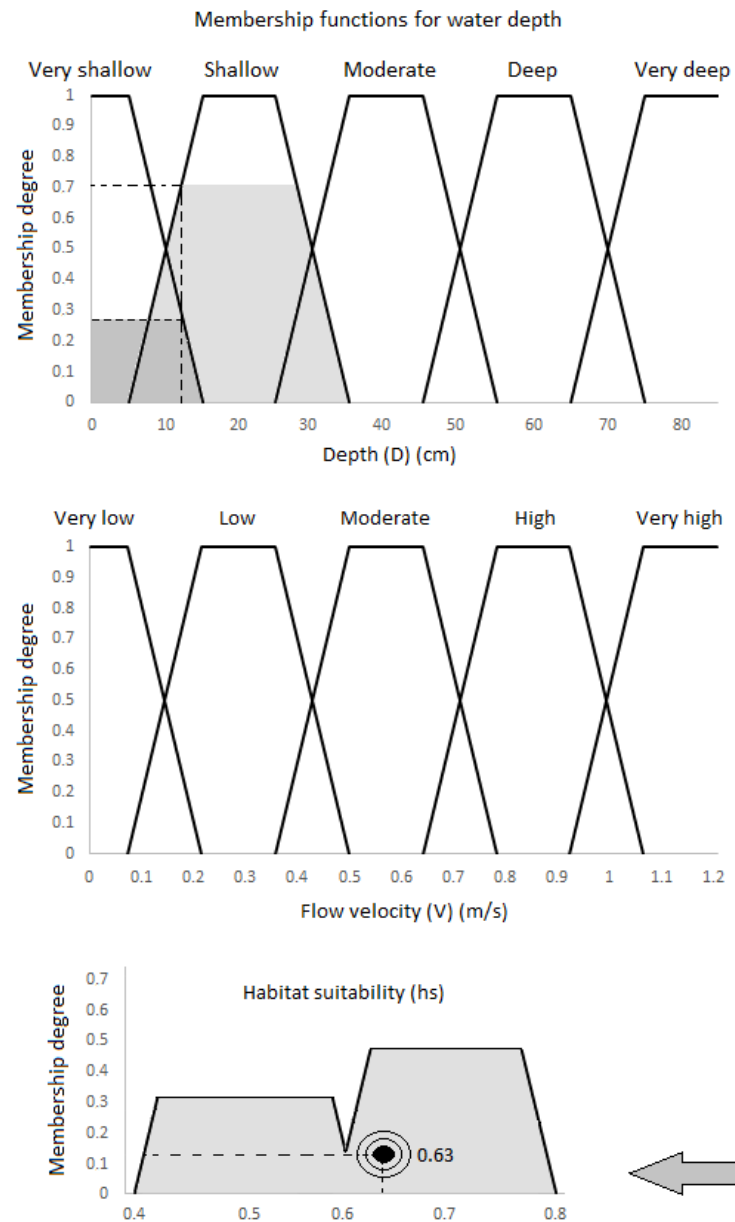 Membership functions for water depth
Very shallow Shallow Moderate Deep Very deep
Membership degree
1
0.9
0.8
0.7
0.6
0.5
0.4
0.3
0.2
0.1
0
0 10 20 30 40 50 60 70 80
Depth (D) (cm)
Very low Low Moderate High Very high
Membership degree
1
0.9
0.8
0.7
0.6
0.5
0.4
0.3
0.2
0.1
0
0 0.1 0.2 0.3 0.4 0.5 0.6 0.7 0.8 0.9 1 1.1 1.2
Flow velocity (V) (m/s)
Habitat suitability (hs)
Membership degree
0.7
0.6
0.5
0.4
0.3
0.2
0.1
0
0.63
0.4 0.5 0.6 0.7 0.8